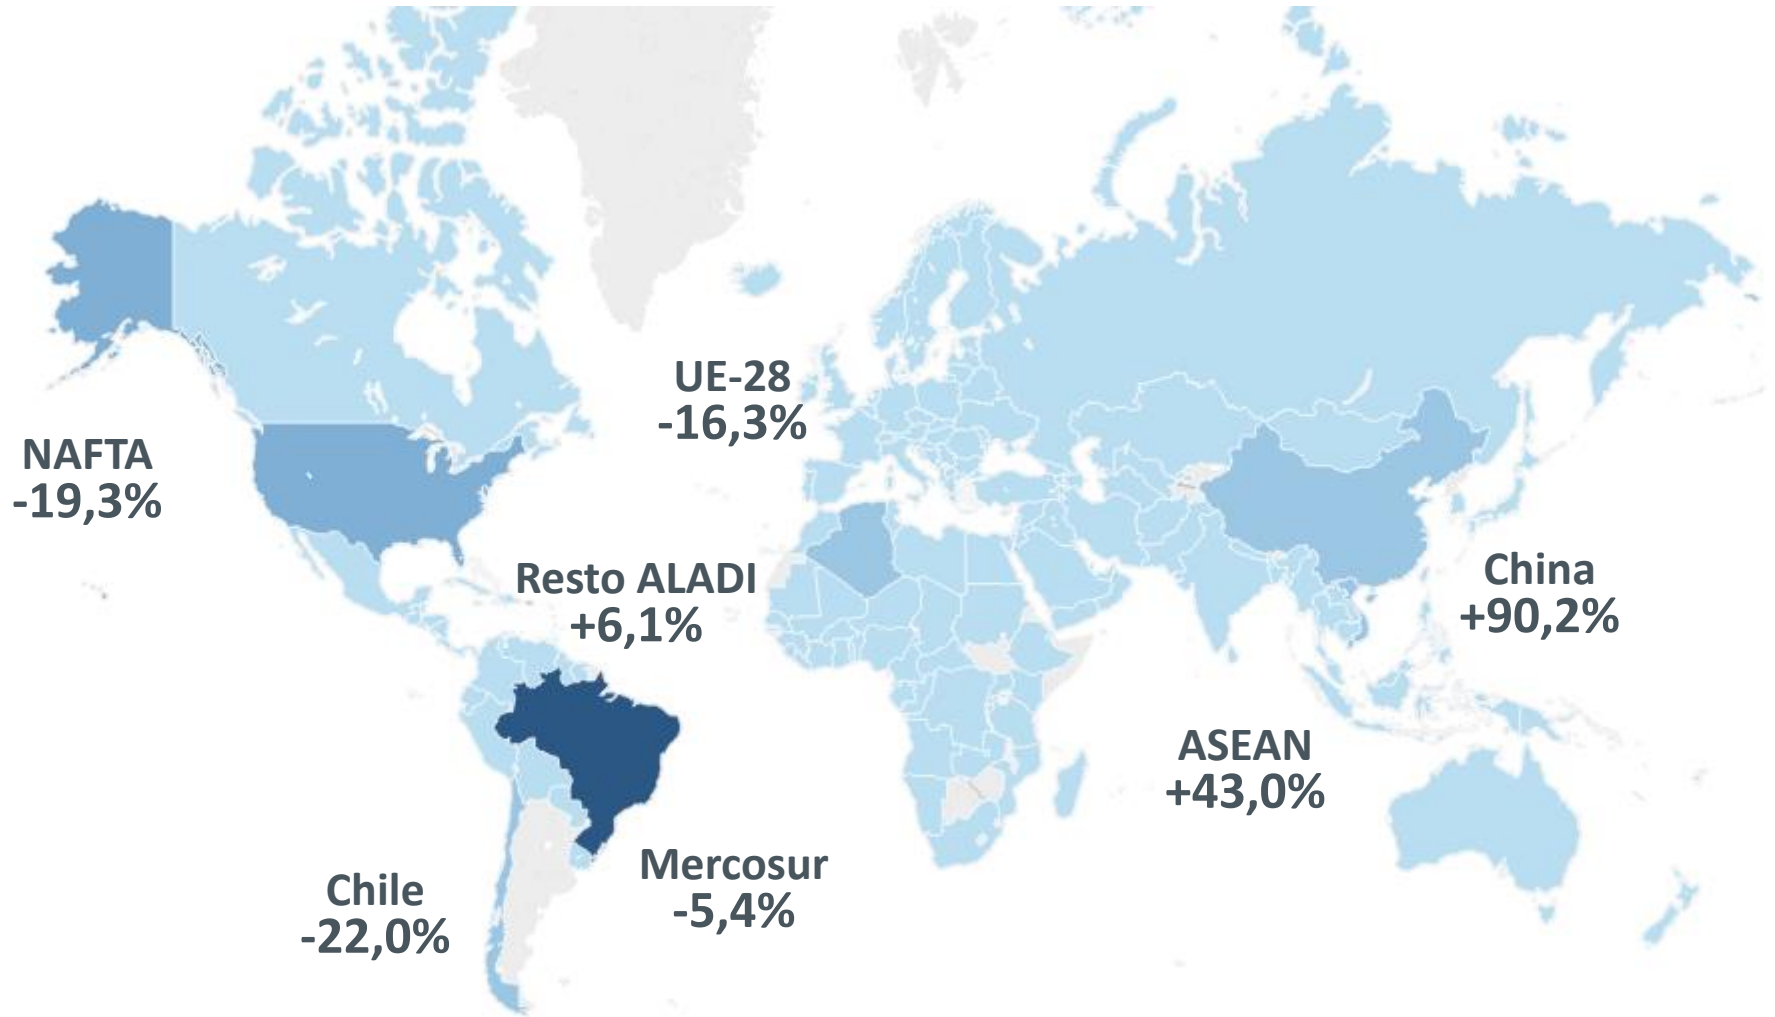 UE-28
-16,3%
NAFTA
-19,3%
China
+90,2%
Resto ALADI
+6,1%
ASEAN
+43,0%
Mercosur
-5,4%
Chile
-22,0%